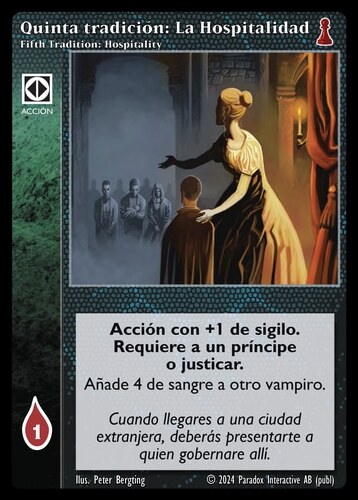 Quinta tradición: La Hospitalidad
Fifth Tradition: Hospitality
ACCIÓN
Acción con +1 de sigilo.
Requiere a un príncipe
o justicar.
Añade 4 de sangre a otro vampiro.
Cuando llegares a una ciudad
extranjera, deberás presentarte a
quien gobernare allí.
1
Ilus. Peter Bergting
© 2024 Paradox Interactive AB (publ)